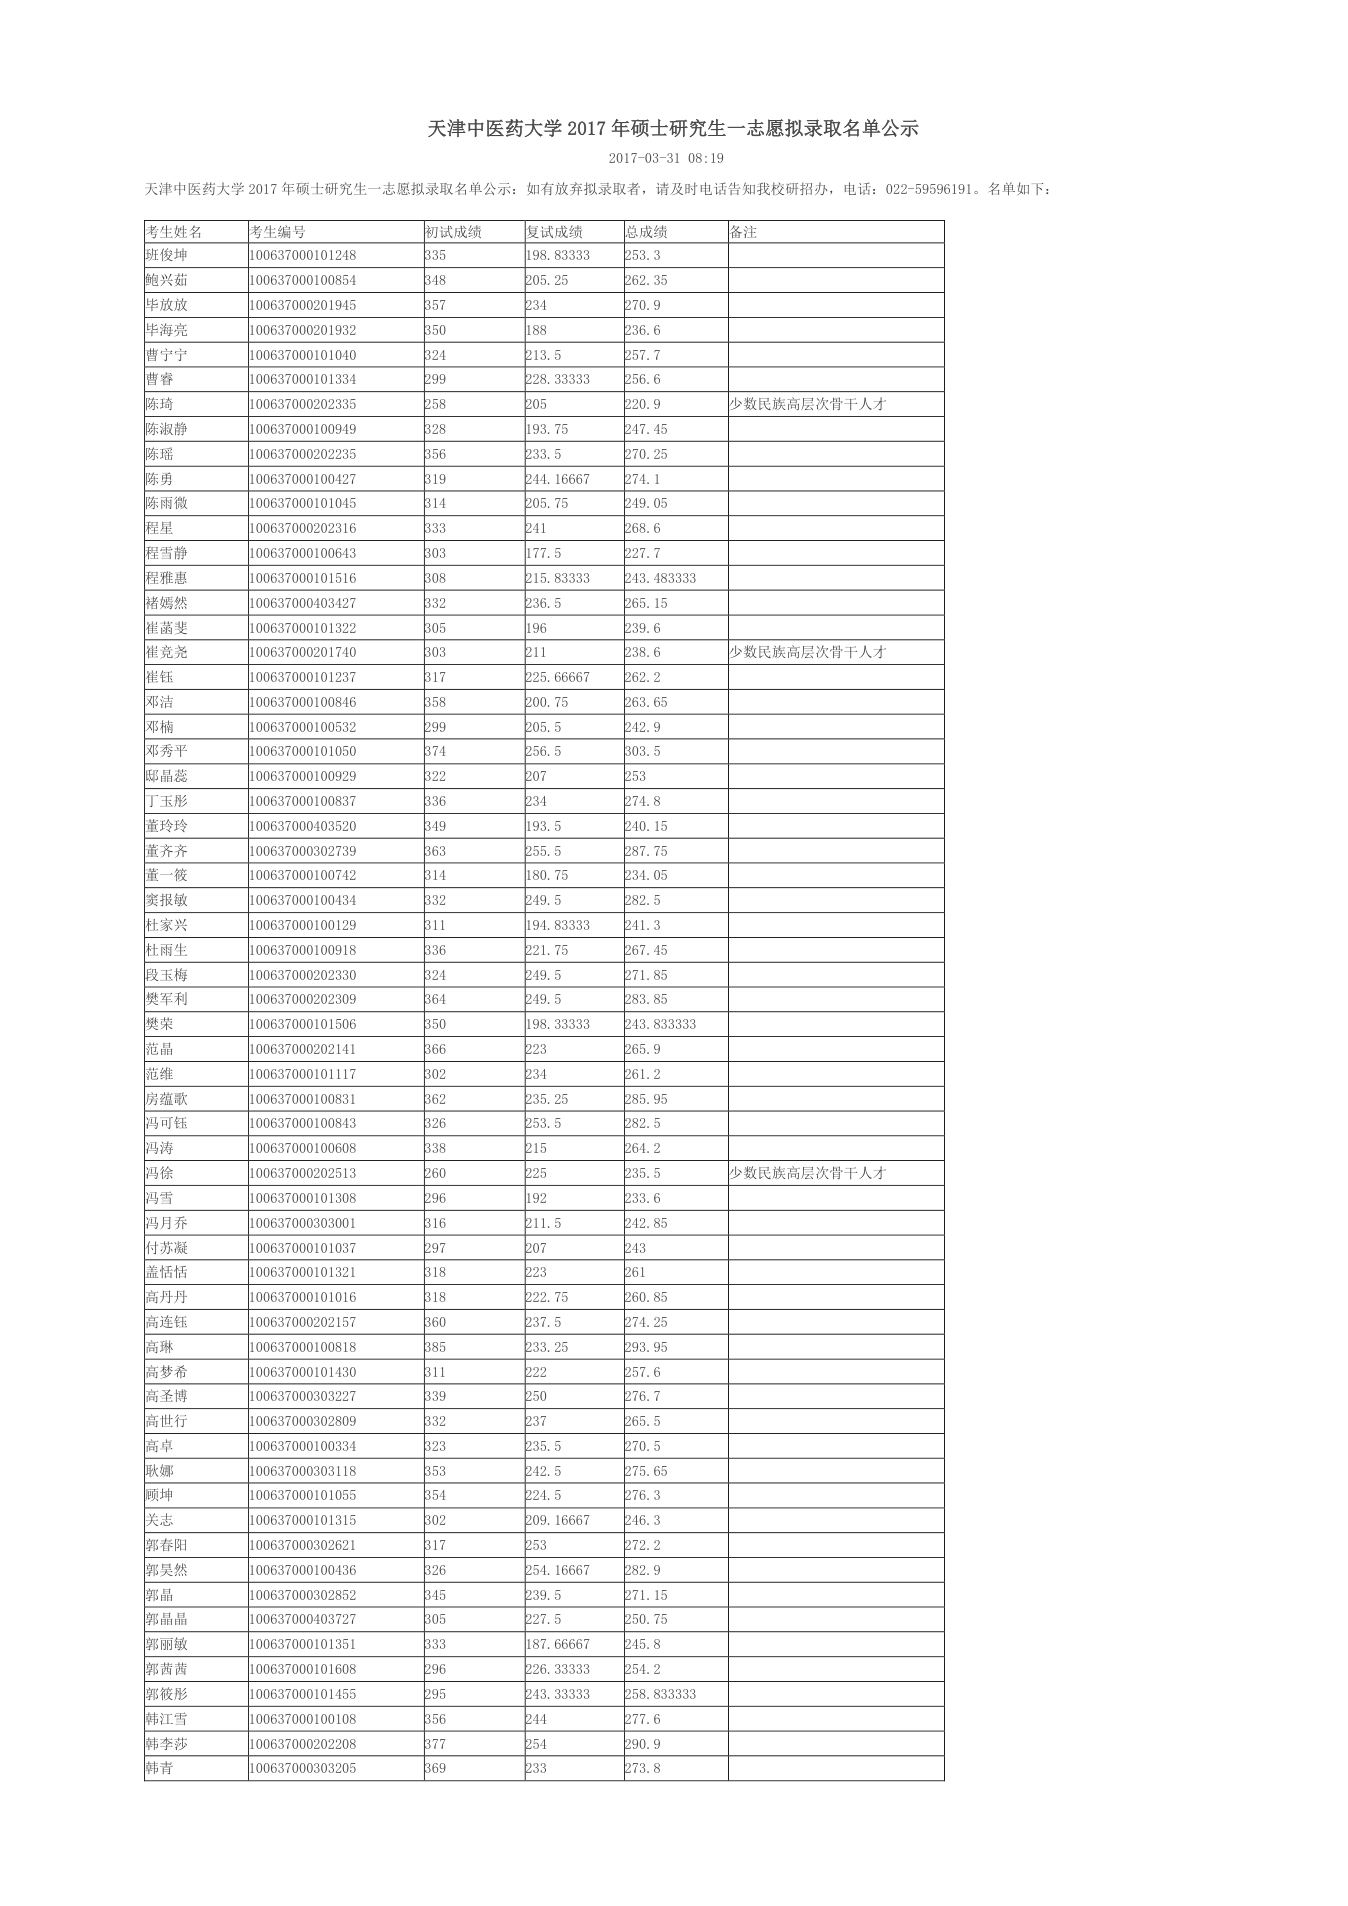 天津中医药大学 2017 年硕士研究生一志愿拟录取名单公示
2017-03-31 08:19
天津中医药大学 2017 年硕士研究生一志愿拟录取名单公示：如有放弃拟录取者，请及时电话告知我校研招办，电话：022-59596191。名单如下：
考生姓名 考生编号 初试成绩 复试成绩 总成绩 备注
班俊坤 100637000101248 335 198.83333 253.3
鲍兴茹 100637000100854 348 205.25 262.35
毕放放 100637000201945 357 234 270.9
毕海亮 100637000201932 350 188 236.6
曹宁宁 100637000101040 324 213.5 257.7
曹睿 100637000101334 299 228.33333 256.6
陈琦 100637000202335 258 205 220.9 少数民族高层次骨干人才
陈淑静 100637000100949 328 193.75 247.45
陈瑶 100637000202235 356 233.5 270.25
陈勇 100637000100427 319 244.16667 274.1
陈雨微 100637000101045 314 205.75 249.05
程星 100637000202316 333 241 268.6
程雪静 100637000100643 303 177.5 227.7
程雅惠 100637000101516 308 215.83333 243.483333
褚嫣然 100637000403427 332 236.5 265.15
崔菡斐 100637000101322 305 196 239.6
崔竞尧 100637000201740 303 211 238.6 少数民族高层次骨干人才
崔钰 100637000101237 317 225.66667 262.2
邓洁 100637000100846 358 200.75 263.65
邓楠 100637000100532 299 205.5 242.9
邓秀平 100637000101050 374 256.5 303.5
邸晶蕊 100637000100929 322 207 253
丁玉彤 100637000100837 336 234 274.8
董玲玲 100637000403520 349 193.5 240.15
董齐齐 100637000302739 363 255.5 287.75
董一筱 100637000100742 314 180.75 234.05
窦报敏 100637000100434 332 249.5 282.5
杜家兴 100637000100129 311 194.83333 241.3
杜雨生 100637000100918 336 221.75 267.45
段玉梅 100637000202330 324 249.5 271.85
樊军利 100637000202309 364 249.5 283.85
樊荣 100637000101506 350 198.33333 243.833333
范晶 100637000202141 366 223 265.9
范维 100637000101117 302 234 261.2
房蕴歌 100637000100831 362 235.25 285.95
冯可钰 100637000100843 326 253.5 282.5
冯涛 100637000100608 338 215 264.2
冯徐 100637000202513 260 225 235.5 少数民族高层次骨干人才
冯雪 100637000101308 296 192 233.6
冯月乔 100637000303001 316 211.5 242.85
付苏凝 100637000101037 297 207 243
盖恬恬 100637000101321 318 223 261
高丹丹 100637000101016 318 222.75 260.85
高连钰 100637000202157 360 237.5 274.25
高琳 100637000100818 385 233.25 293.95
高梦希 100637000101430 311 222 257.6
高圣博 100637000303227 339 250 276.7
高世行 100637000302809 332 237 265.5
高卓 100637000100334 323 235.5 270.5
耿娜 100637000303118 353 242.5 275.65
顾坤 100637000101055 354 224.5 276.3
关志 100637000101315 302 209.16667 246.3
郭春阳 100637000302621 317 253 272.2
郭昊然 100637000100436 326 254.16667 282.9
郭晶 100637000302852 345 239.5 271.15
郭晶晶 100637000403727 305 227.5 250.75
郭丽敏 100637000101351 333 187.66667 245.8
郭茜茜 100637000101608 296 226.33333 254.2
郭筱彤 100637000101455 295 243.33333 258.833333
韩江雪 100637000100108 356 244 277.6
韩李莎 100637000202208 377 254 290.9
韩青 100637000303205 369 233 273.8